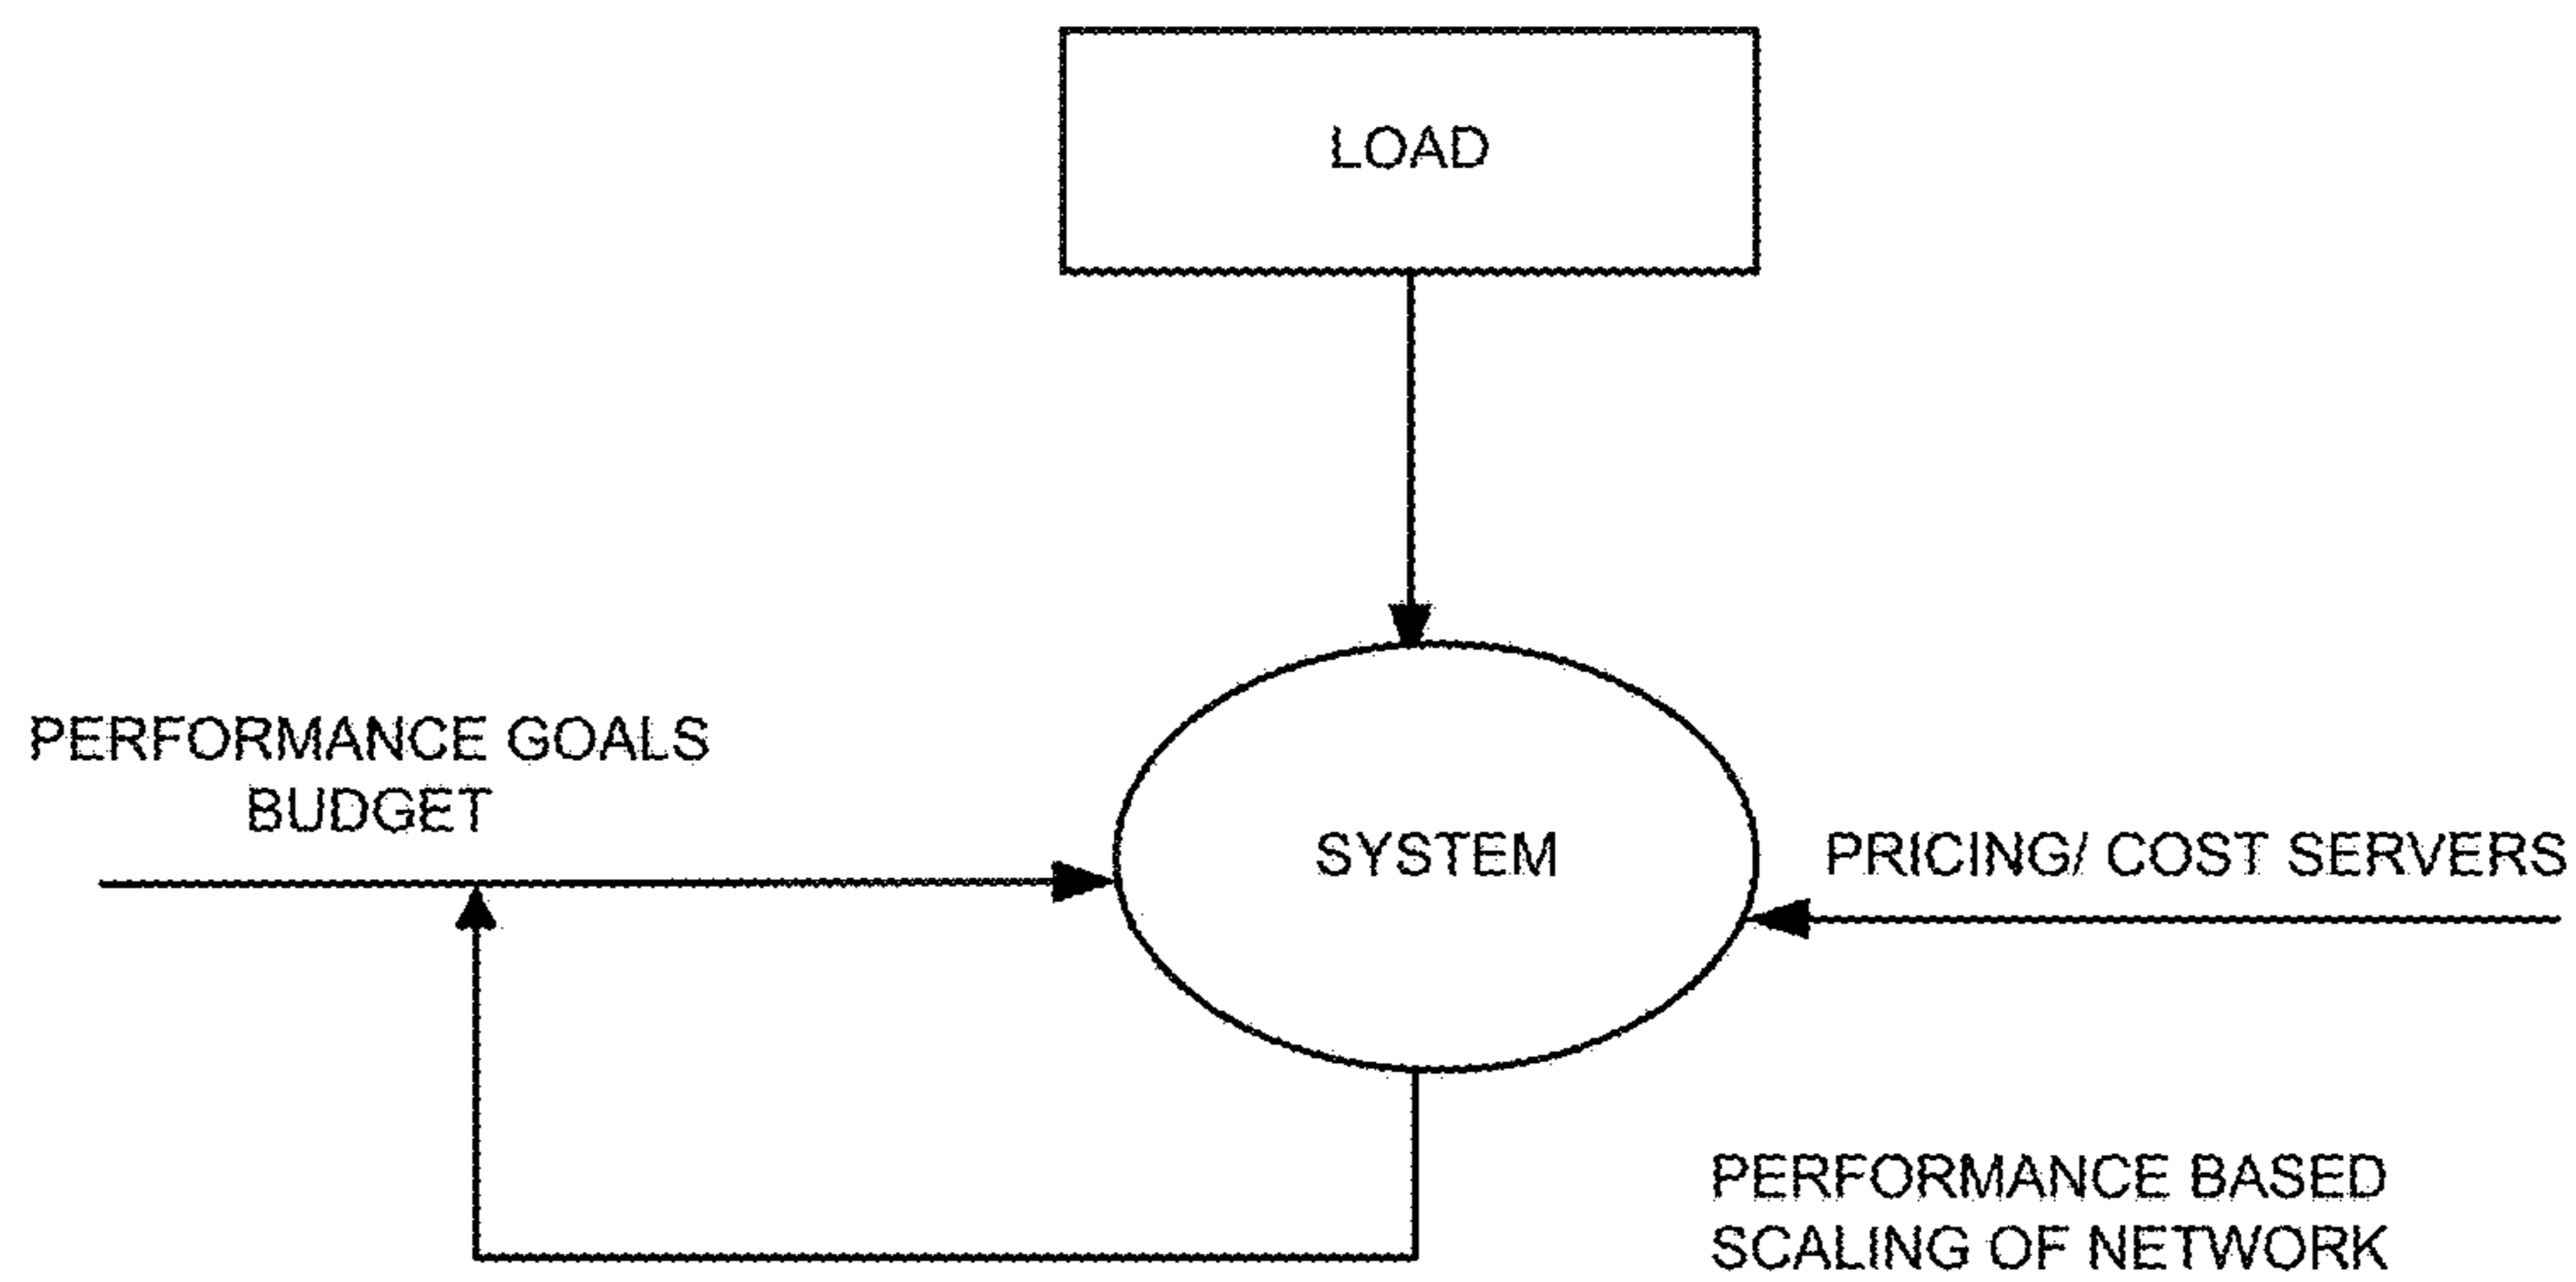 LOAD
PERFORMANCE GOALS
BUDGET
SYSTEM
PRICING/ COST SERVERS
PERFORMANCE BASED
SCALING OF NETWORK